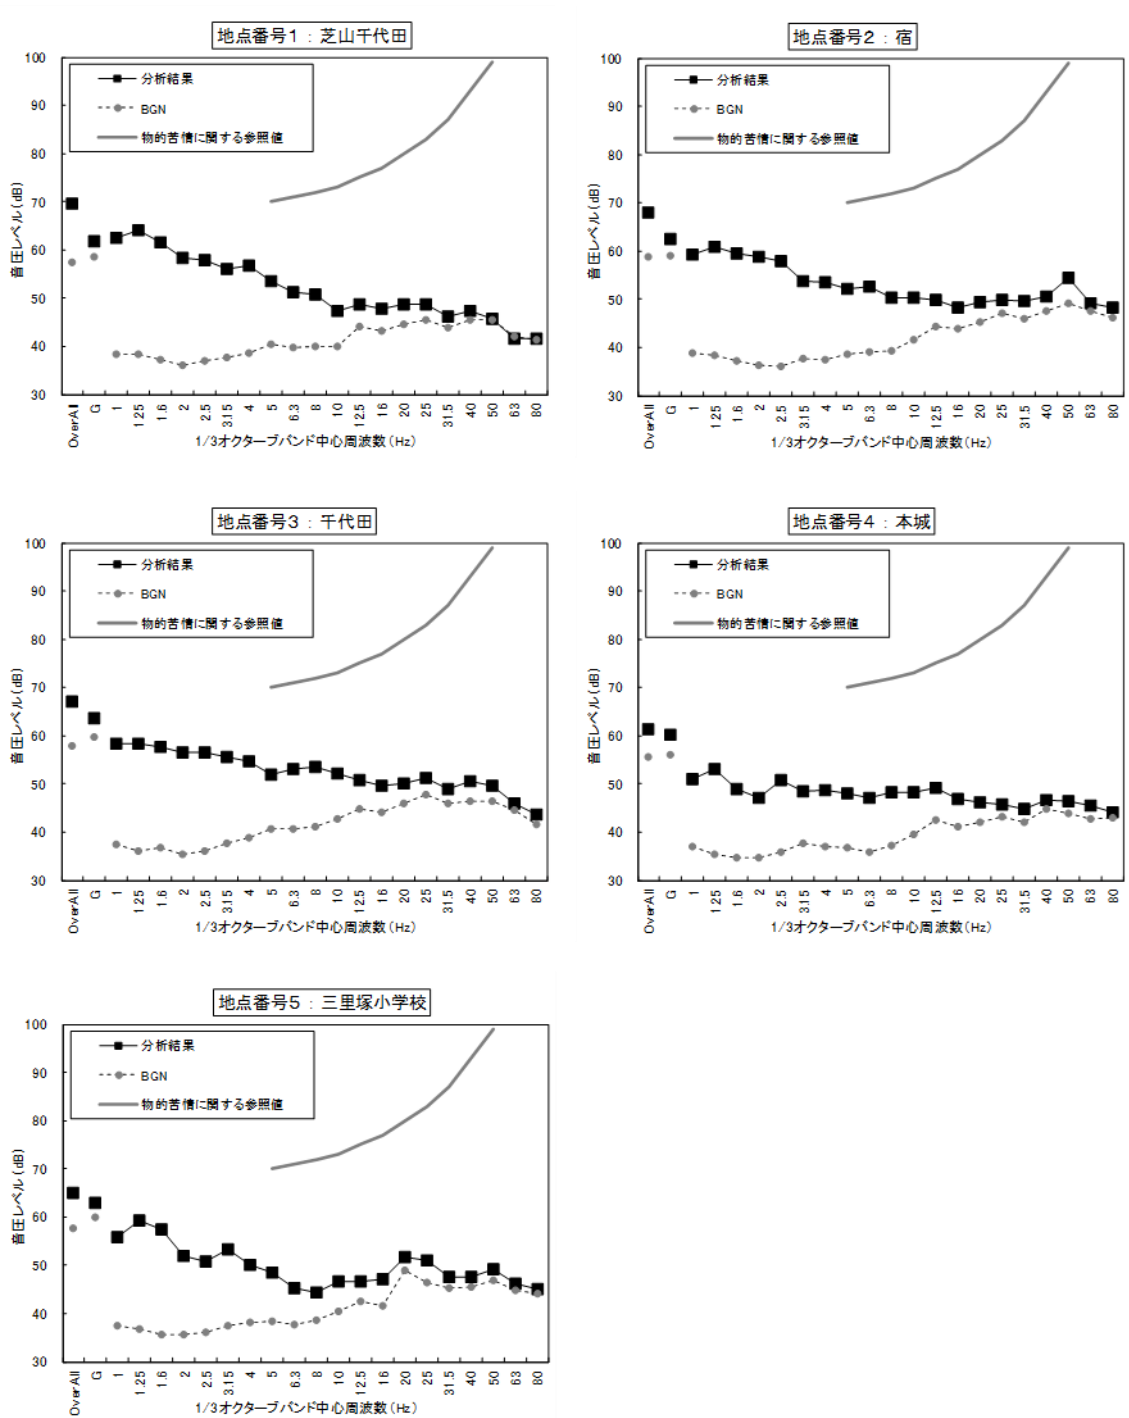 地点番号1 : 芝山千代田
100
90
80
70
60
50
40
30
音圧レベル(dB)
分析結果
BGN
物的苦情に関する参照値
OverAll G 1 1.25 1.6 2 2.5 3.15 4 5 6.3 8 10 12.5 16 20 25 31.5 40 50 63 80
1/3オクターブバンド中心周波数(Hz)
地点番号2 : 宿
100
90
80
70
60
50
40
30
音圧レベル(dB)
分析結果
BGN
物的苦情に関する参照値
OverAll G 1 1.25 1.6 2 2.5 3.15 4 5 6.3 8 10 12.5 16 20 25 31.5 40 50 63 80
1/3オクターブバンド中心周波数(Hz)
地点番号3 : 千代田
100
90
80
70
60
50
40
30
音圧レベル(dB)
分析結果
BGN
物的苦情に関する参照値
OverAll G 1 1.25 1.6 2 2.5 3.15 4 5 6.3 8 10 12.5 16 20 25 31.5 40 50 63 80
1/3オクターブバンド中心周波数(Hz)
地点番号4 : 本城
100
90
80
70
60
50
40
30
音圧レベル(dB)
分析結果
BGN
物的苦情に関する参照値
OverAll G 1 1.25 1.6 2 2.5 3.15 4 5 6.3 8 10 12.5 16 20 25 31.5 40 50 63 80
1/3オクターブバンド中心周波数(Hz)
地点番号5 : 三里塚小学校
100
90
80
70
60
50
40
30
音圧レベル(dB)
分析結果
BGN
物的苦情に関する参照値
OverAll G 1 1.25 1.6 2 2.5 3.15 4 5 6.3 8 10 12.5 16 20 25 31.5 40 50 63 80
1/3オクターブバンド中心周波数(Hz)